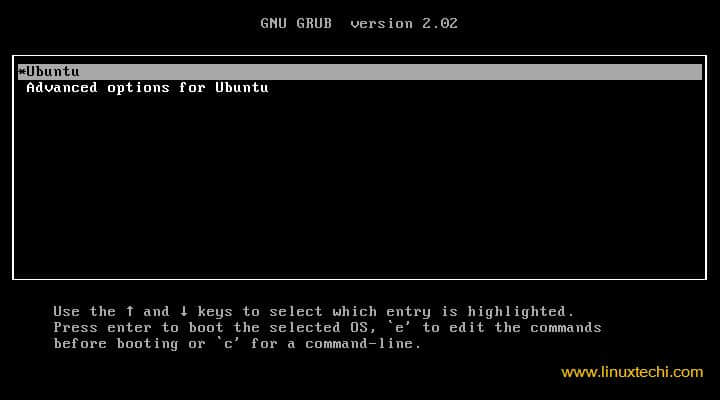 GNU GRUB  version 2.02
*Ubuntu
Advanced options for Ubuntu
Use the ↑ and ↓ keys to select which entry is highlighted.
Press enter to boot the selected OS, `e' to edit the commands
before booting or `c' for a command-line.
www.linuxtechi.com